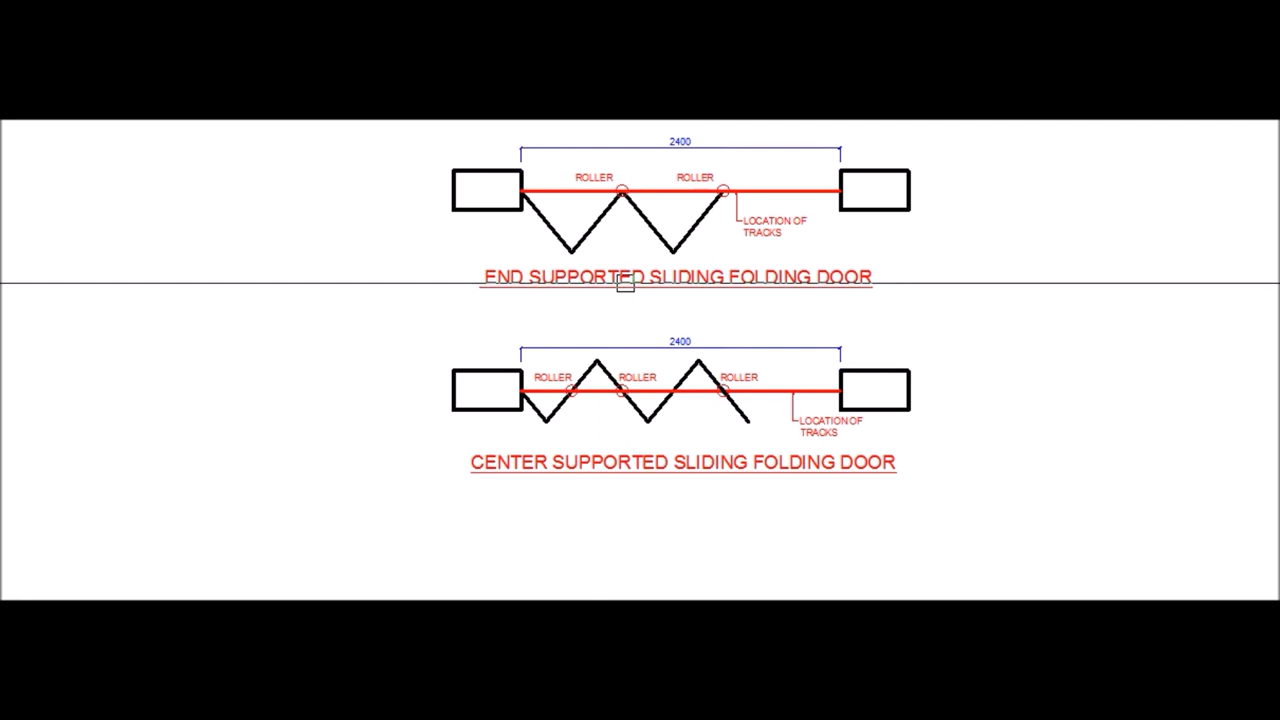 2400
ROLLER ROLLER
LOCATION OF
TRACKS
END SUPPORTED SLIDING FOLDING DOOR
2400
ROLLER ROLLER ROLLER
LOCATION OF
TRACKS
CENTER SUPPORTED SLIDING FOLDING DOOR